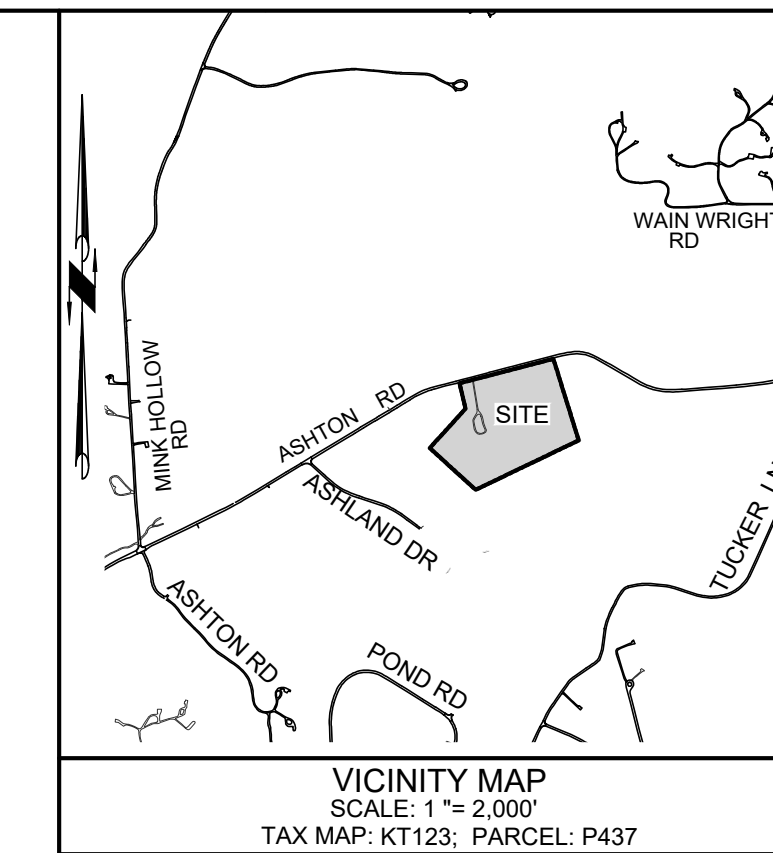 WAIN WRIGHT
RD
MINK HOLLOW
RD
ASHTON RD
SITE
ASHLAND DR
TUCKER LN
ASHTON RD
POND RD
VICINITY MAP
SCALE: 1 "= 2,000'
TAX MAP: KT123; PARCEL: P437